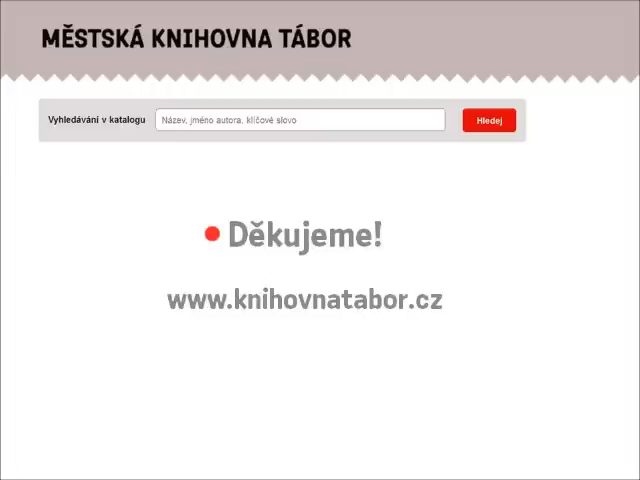 MĚSTSKÁ KNIHOVNA TÁBOR
Vyhledávání v katalogu Název, jméno autora, klíčové slovo Hledej
Děkujeme!
www.knihovnatabor.cz